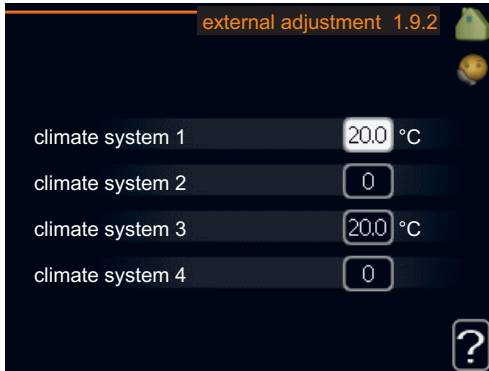 external adjustment 1.9.2
climate system 1 20.0 °C
climate system 2 0
climate system 3 20.0 °C
climate system 4 0
?